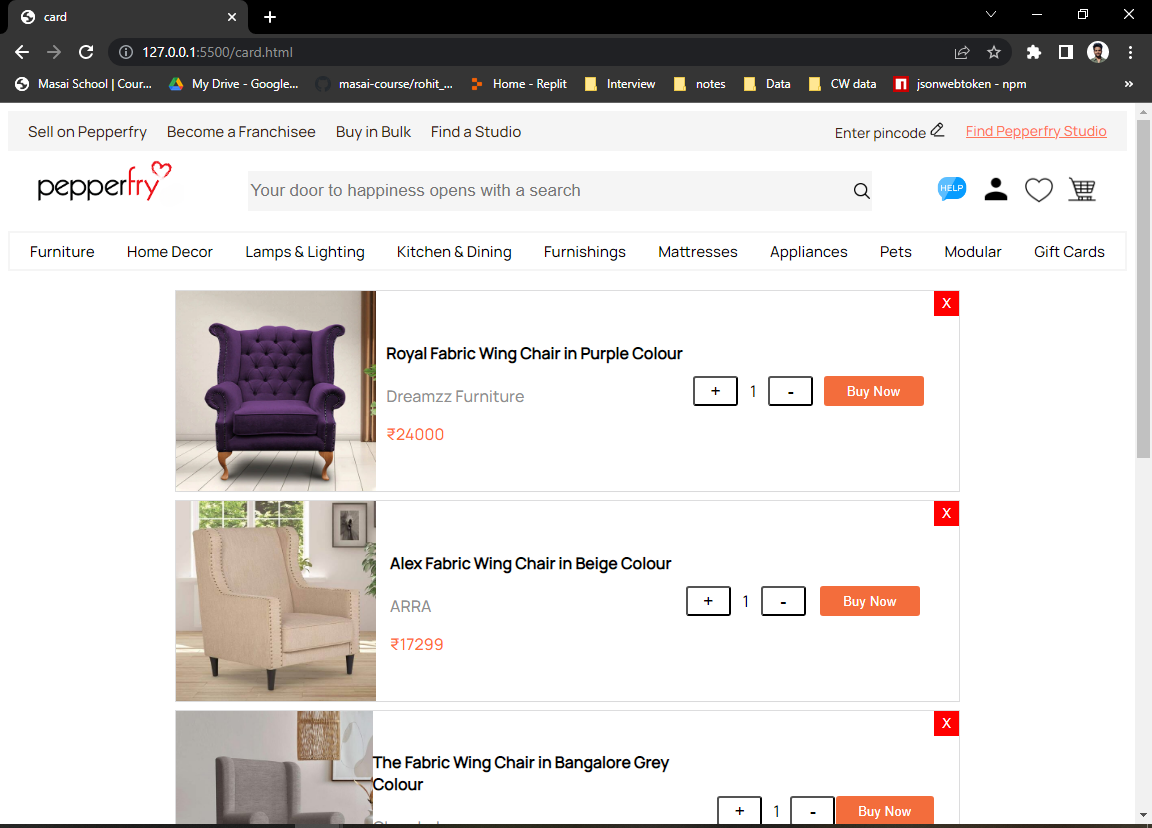 card
127.0.0.1:5500/card.html
Masai School | Cour... My Drive - Google... masai-course/rohit_... Home - Replit Interview notes Data CW data n jsonwebtoken - npm »
Sell on Pepperfry Become a Franchisee Buy in Bulk Find a Studio Enter pincode Find Pepperfry Studio
pepperfry Your door to happiness opens with a search HELP
Furniture Home Decor Lamps & Lighting Kitchen & Dining Furnishings Mattresses Appliances Pets Modular Gift Cards
X
Royal Fabric Wing Chair in Purple Colour
Dreamzz Furniture + 1 - Buy Now
₹24000
X
Alex Fabric Wing Chair in Beige Colour
ARRA + 1 - Buy Now
₹17299
X
The Fabric Wing Chair in Bangalore Grey
Colour
+ 1 - Buy Now